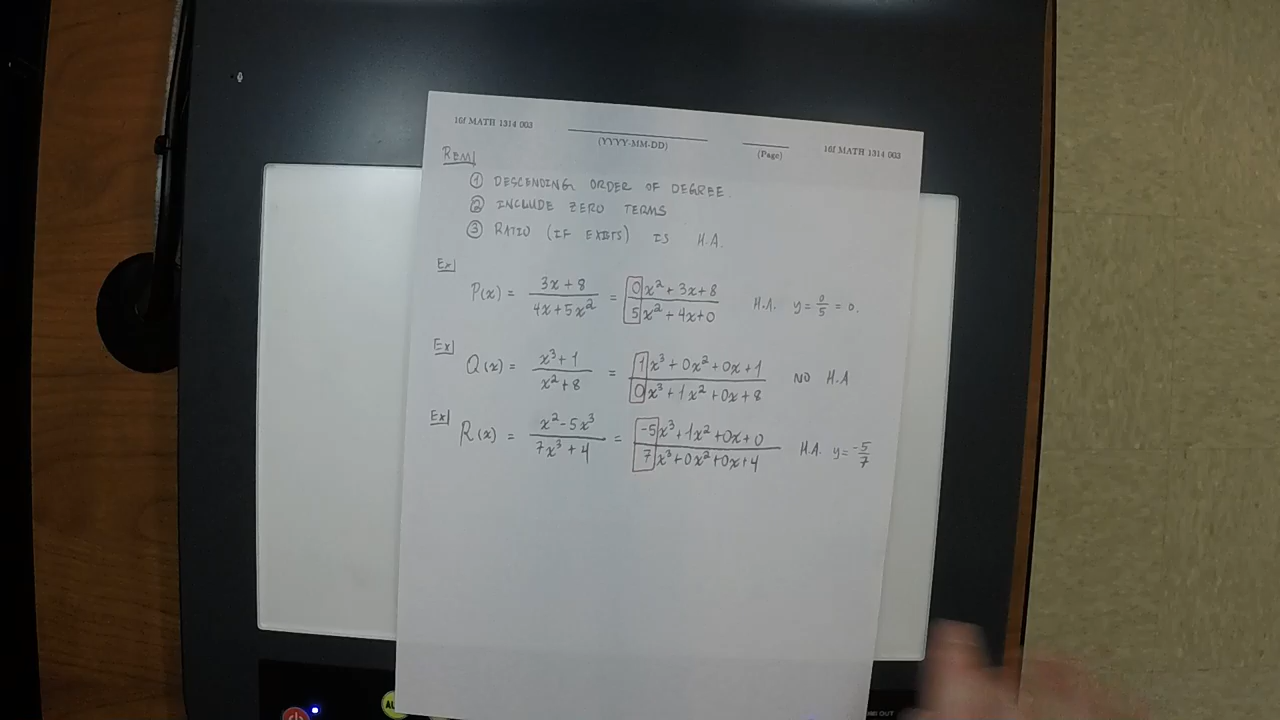 16f MATH 1314 003 (YYYY-MM-DD) (Page) 16f MATH 1314 003
REM
① DESCENDING ORDER OF DEGREE.
② INCLUDE ZERO TERMS
③ RATIO (IF EXISTS) IS H.A.
Ex
P(x) = (3x + 8)/(4x + 5x²) = (0x² + 3x + 8)/(5x² + 4x + 0) H.A. y = 0/5 = 0.
Ex
Q(x) = (x³ + 1)/(x² + 8) = (1x³ + 0x² + 0x + 1)/(0x³ + 1x² + 0x + 8) NO H.A
Ex
R(x) = (x² - 5x³)/(7x³ + 4) = (-5x³ + 1x² + 0x + 0)/(7x³ + 0x² + 0x + 4) H.A. y = -5/7